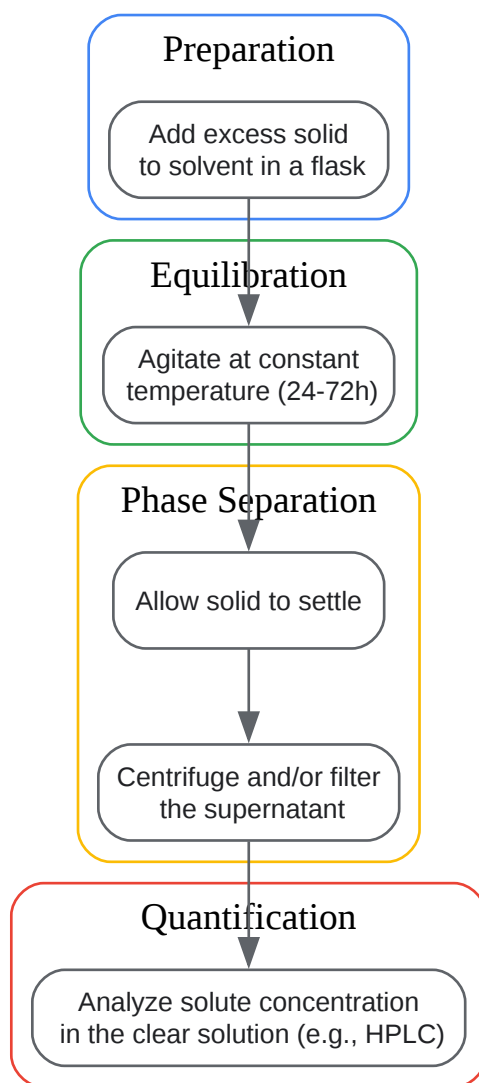 Preparation
Add excess solid
to solvent in a flask
Equilibration
Agitate at constant
temperature (24-72h)
Phase Separation
Allow solid to settle
Centrifuge and/or filter
the supernatant
Quantification
Analyze solute concentration
in the clear solution (e.g., HPLC)